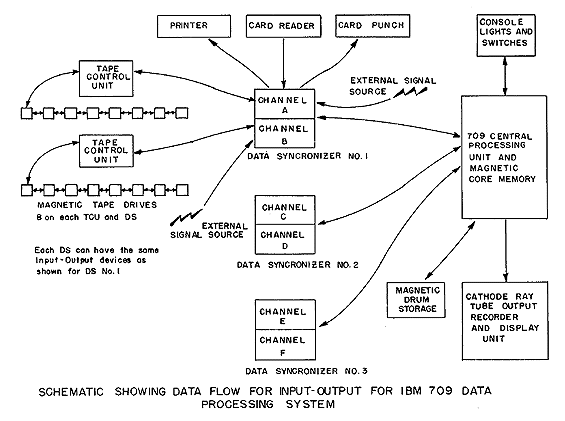 PRINTER
CARD READER
CARD PUNCH
CONSOLE
LIGHTS AND
SWITCHES
TAPE
CONTROL
UNIT
EXTERNAL SIGNAL
SOURCE
CHANNEL
A
CHANNEL
B
DATA SYNCRONIZER NO. 1
709 CENTRAL
PROCESSING
UNIT AND
MAGNETIC
CORE MEMORY
TAPE
CONTROL
UNIT
MAGNETIC TAPE DRIVES
8 on each TCU and DS
EXTERNAL
SIGNAL SOURCE
CHANNEL
C
CHANNEL
D
DATA SYNCRONIZER NO. 2
Each DS can have the same
Input-Output devices as
shown for DS No. 1
MAGNETIC
DRUM
STORAGE
CATHODE RAY
TUBE OUTPUT
RECORDER
AND DISPLAY
UNIT
CHANNEL
E
CHANNEL
F
DATA SYNCRONIZER NO. 3
SCHEMATIC SHOWING DATA FLOW FOR INPUT-OUTPUT FOR IBM 709 DATA
PROCESSING SYSTEM